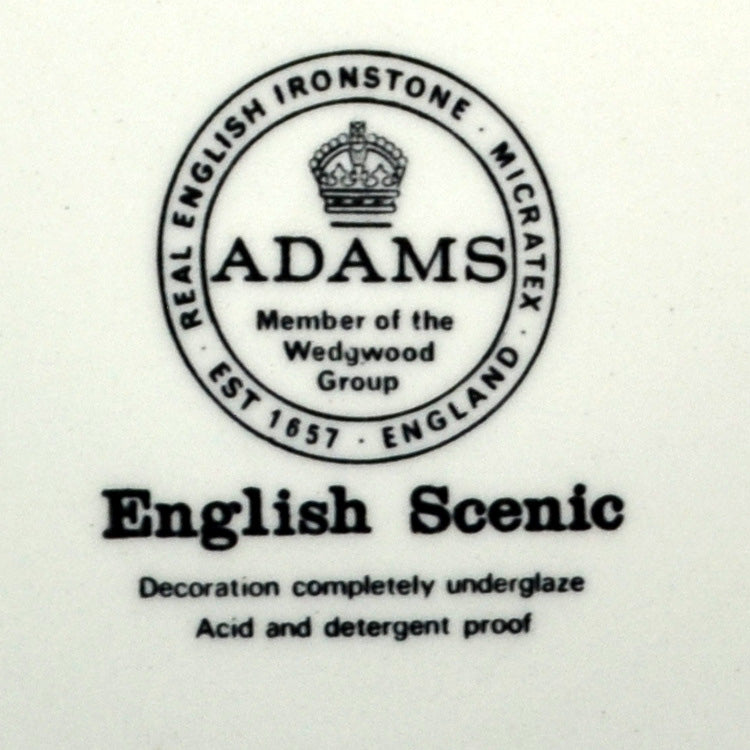 REAL ENGLISH IRONSTONE · MICRATEX ·
ADAMS
Member of the
Wedgwood
Group
· EST 1657 · ENGLAND
English Scenic
Decoration completely underglaze
Acid and detergent proof